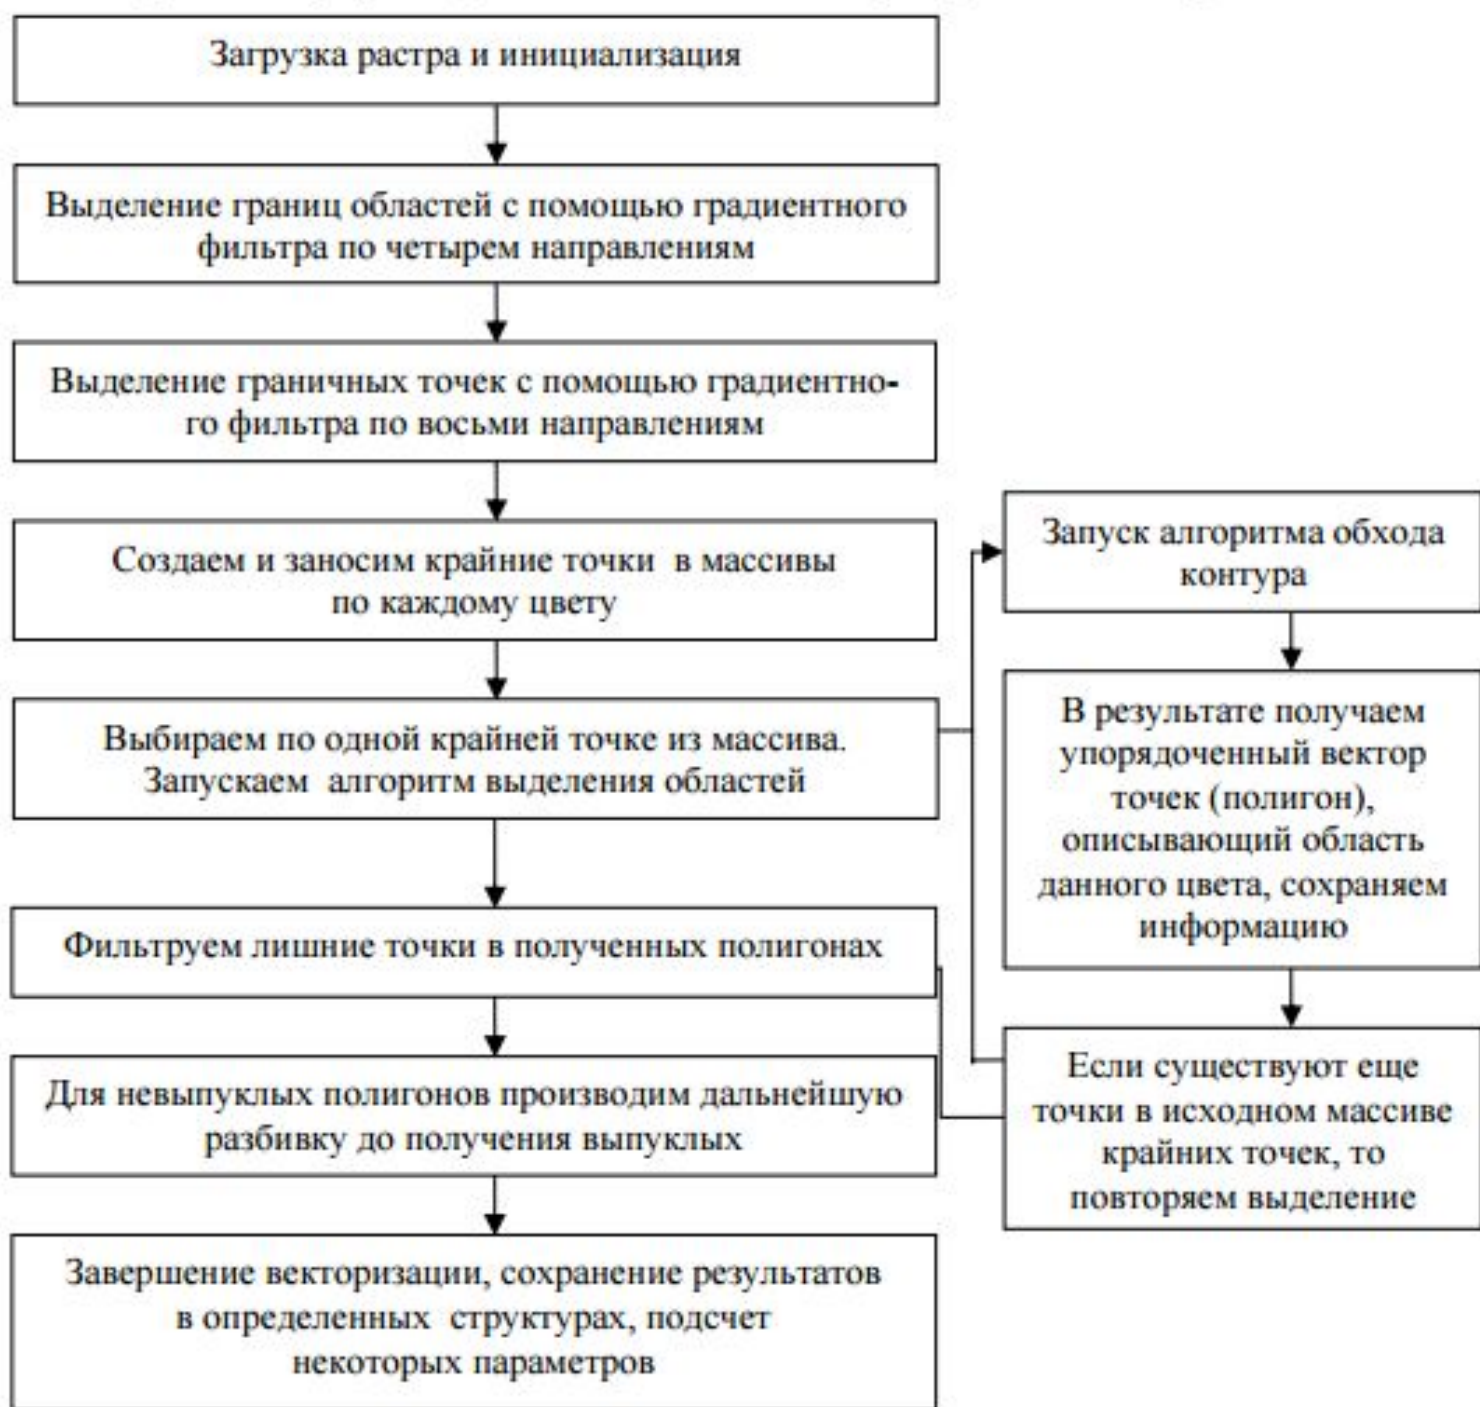 Загрузка растра и инициализация
Выделение границ областей с помощью градиентного
фильтра по четырем направлениям
Выделение граничных точек с помощью градиентно-
го фильтра по восьми направлениям
Создаем и заносим крайние точки в массивы
по каждому цвету
Выбираем по одной крайней точке из массива.
Запускаем алгоритм выделения областей
Запуск алгоритма обхода
контура
В результате получаем
упорядоченный вектор
точек (полигон),
описывающий область
данного цвета, сохраняем
информацию
Если существуют еще
точки в исходном массиве
крайних точек, то
повторяем выделение
Фильтруем лишние точки в полученных полигонах
Для невыпуклых полигонов производим дальнейшую
разбивку до получения выпуклых
Завершение векторизации, сохранение результатов
в определенных структурах, подсчет
некоторых параметров